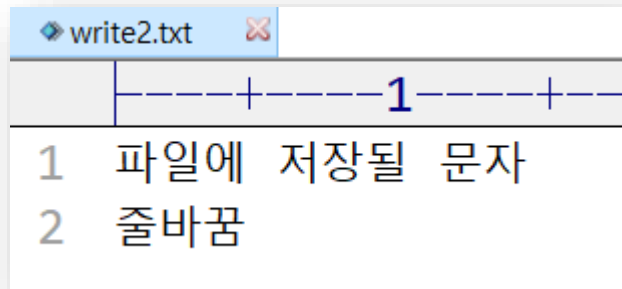 write2.txt
----+----1----+--
1 파일에 저장될 문자
2 줄바꿈